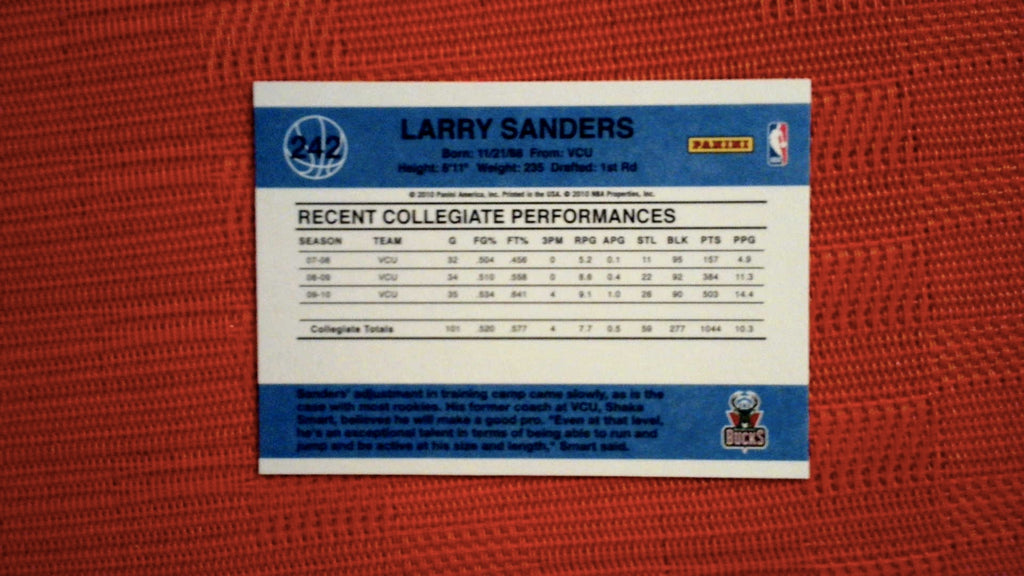 242
LARRY SANDERS
Born: 11/21/88 From: VCU
Height: 6'11" Weight: 235 Drafted: 1st Rd
PANINI
© 2010 Panini America, Inc. Printed in the USA. © 2010 NBA Properties, Inc.
RECENT COLLEGIATE PERFORMANCES
SEASON TEAM G FG% FT% 3PM RPG APG STL BLK PTS PPG
07-08 VCU 32 .504 .456 0 5.2 0.1 11 95 157 4.9
08-09 VCU 34 .510 .558 0 8.6 0.4 22 92 384 11.3
09-10 VCU 35 .534 .641 4 9.1 1.0 26 90 503 14.4
Collegiate Totals 101 .520 .577 4 7.7 0.5 59 277 1044 10.3
Sanders' adjustment in training camp came slowly, as is the
case with most rookies. His former coach at VCU, Shaka
Smart, believes he will make a good pro. "Even at that level,
he's an exceptional talent in terms of being able to run and
jump and be active at his size and length," Smart said.
BUCKS